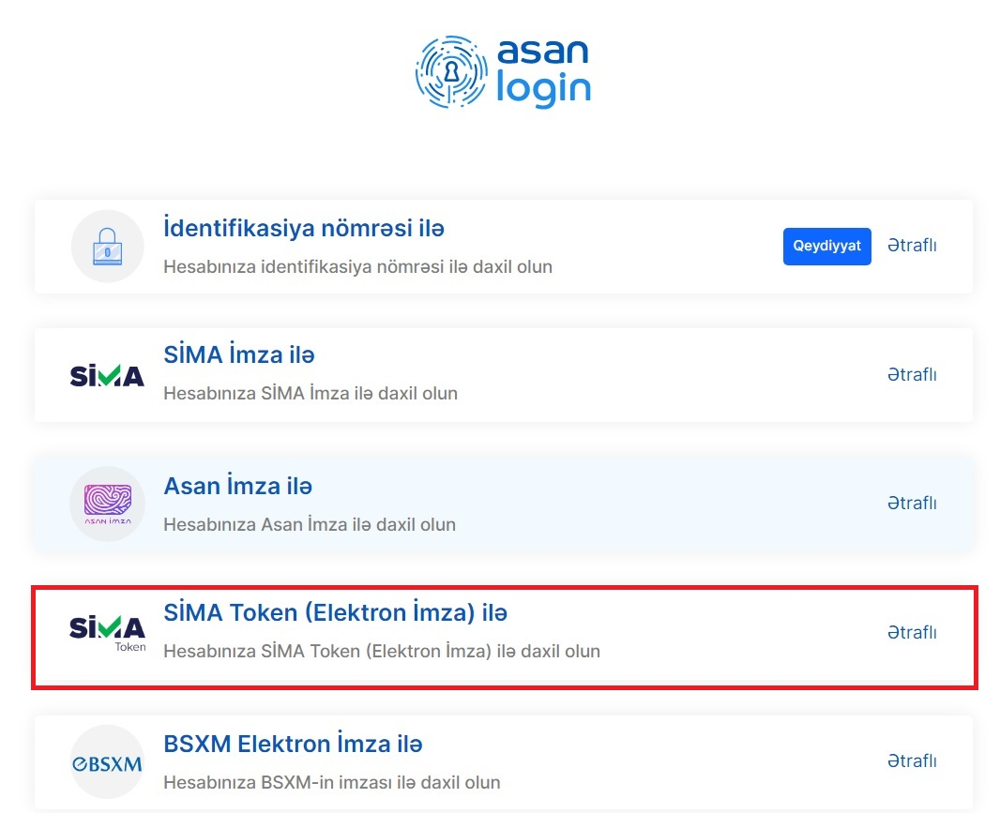 asan
login
İdentifikasiya nömrəsi ilə
Hesabınıza identifikasiya nömrəsi ilə daxil olun
Qeydiyyat
Ətraflı
SİMA
SİMA İmza ilə
Hesabınıza SİMA İmza ilə daxil olun
Ətraflı
ASAN İMZA
Asan İmza ilə
Hesabınıza Asan İmza ilə daxil olun
Ətraflı
SİMA
Token
SİMA Token (Elektron İmza) ilə
Hesabınıza SİMA Token (Elektron İmza) ilə daxil olun
Ətraflı
eBSXM
BSXM Elektron İmza ilə
Hesabınıza BSXM-in imzası ilə daxil olun
Ətraflı